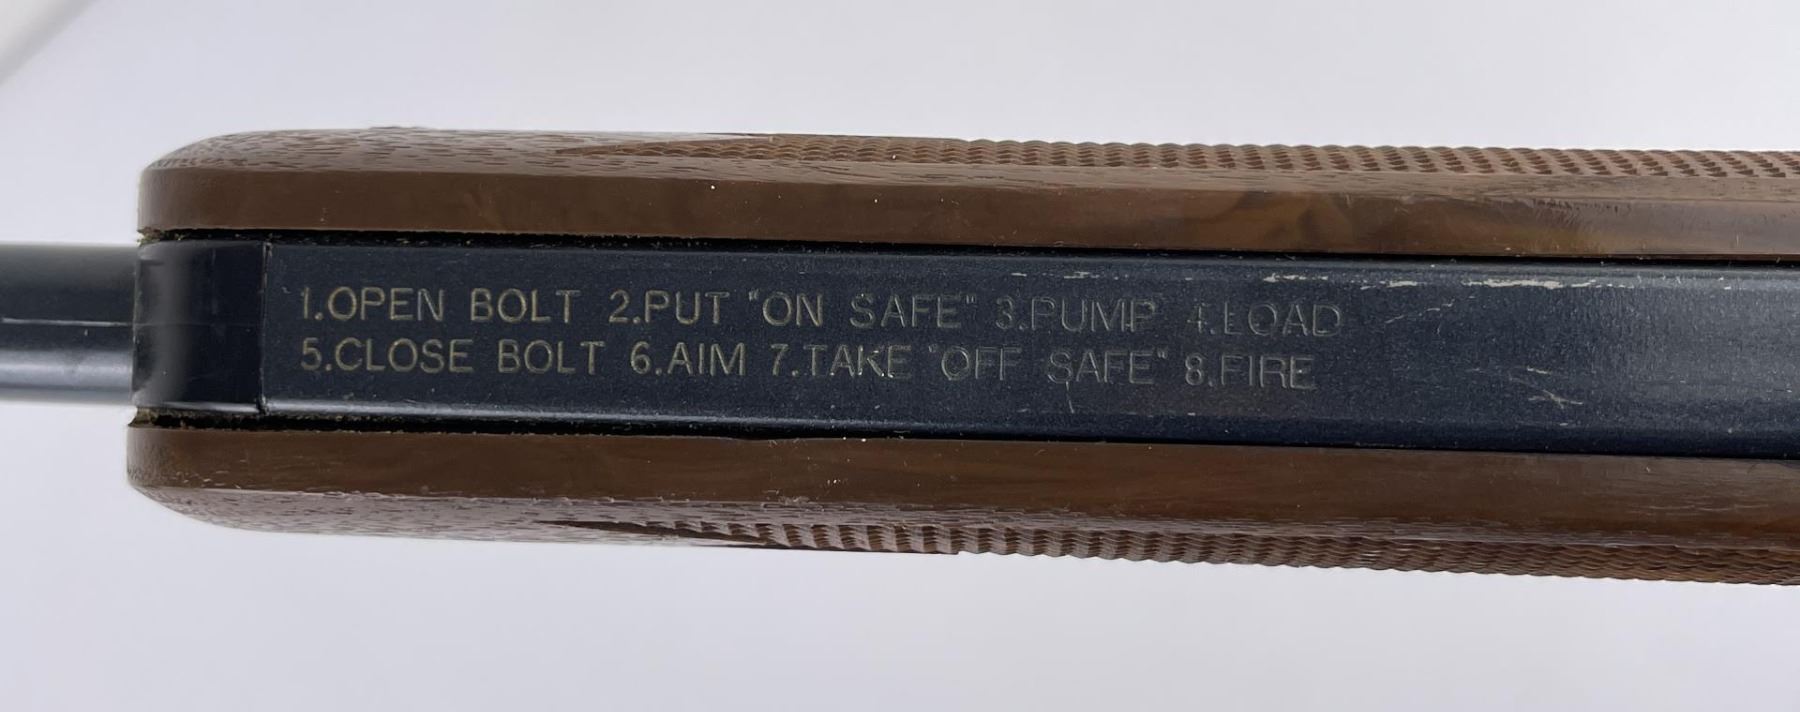 1.OPEN BOLT 2.PUT "ON SAFE" 3.PUMP 4.LOAD
5.CLOSE BOLT 6.AIM 7.TAKE "OFF SAFE" 8.FIRE